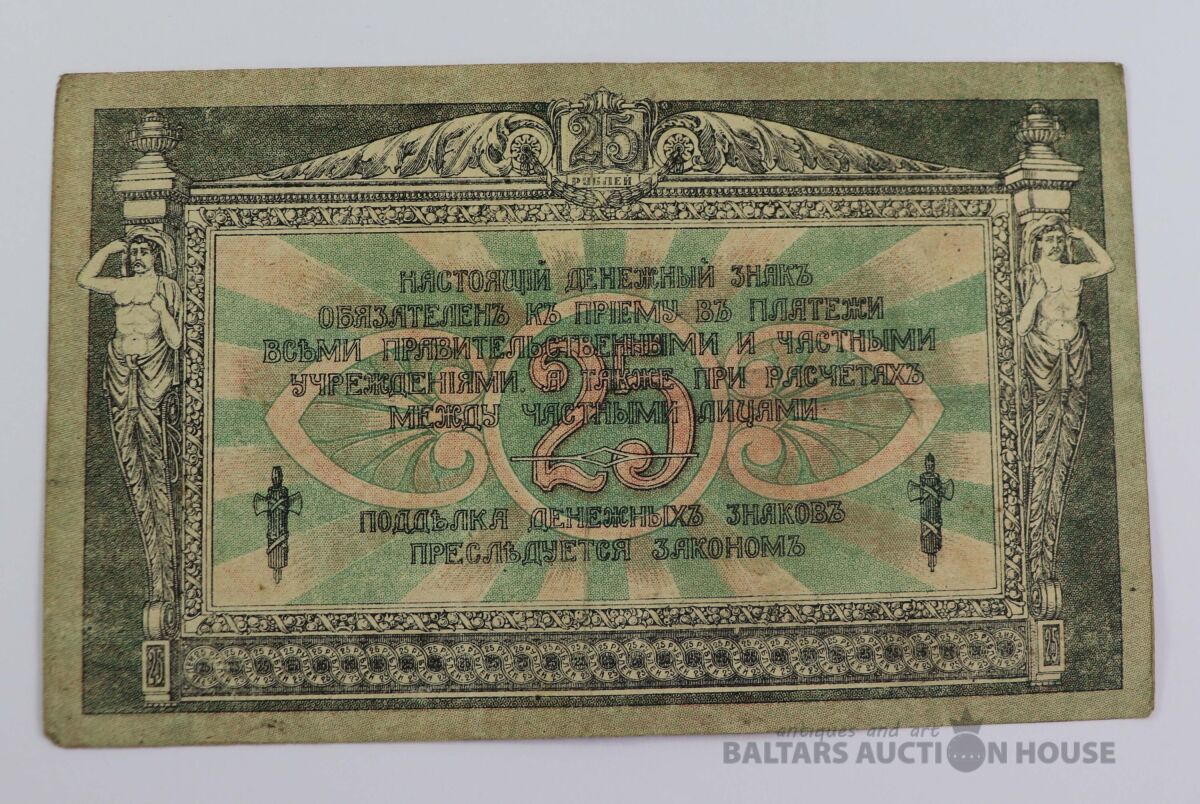 25
РУБЛЕЙ
НАСТОЯЩІЙ ДЕНЕЖНЫЙ ЗНАКЪ
ОБЯЗАТЕЛЕНЪ КЪ ПРІЕМУ ВЪ ПЛАТЕЖИ
ВСѢМИ ПРАВИТЕЛЬСТВЕННЫМИ И ЧАСТНЫМИ
УЧРЕЖДЕНІЯМИ, А ТАКЖЕ ПРИ РАСЧЕТАХЪ
МЕЖДУ ЧАСТНЫМИ ЛИЦАМИ
25
ПОДДѢЛКА ДЕНЕЖНЫХЪ ЗНАКОВЪ
ПРЕСЛѢДУЕТСЯ ЗАКОНОМЪ
25
25
antiques and art
BALTARS AUCTION HOUSE